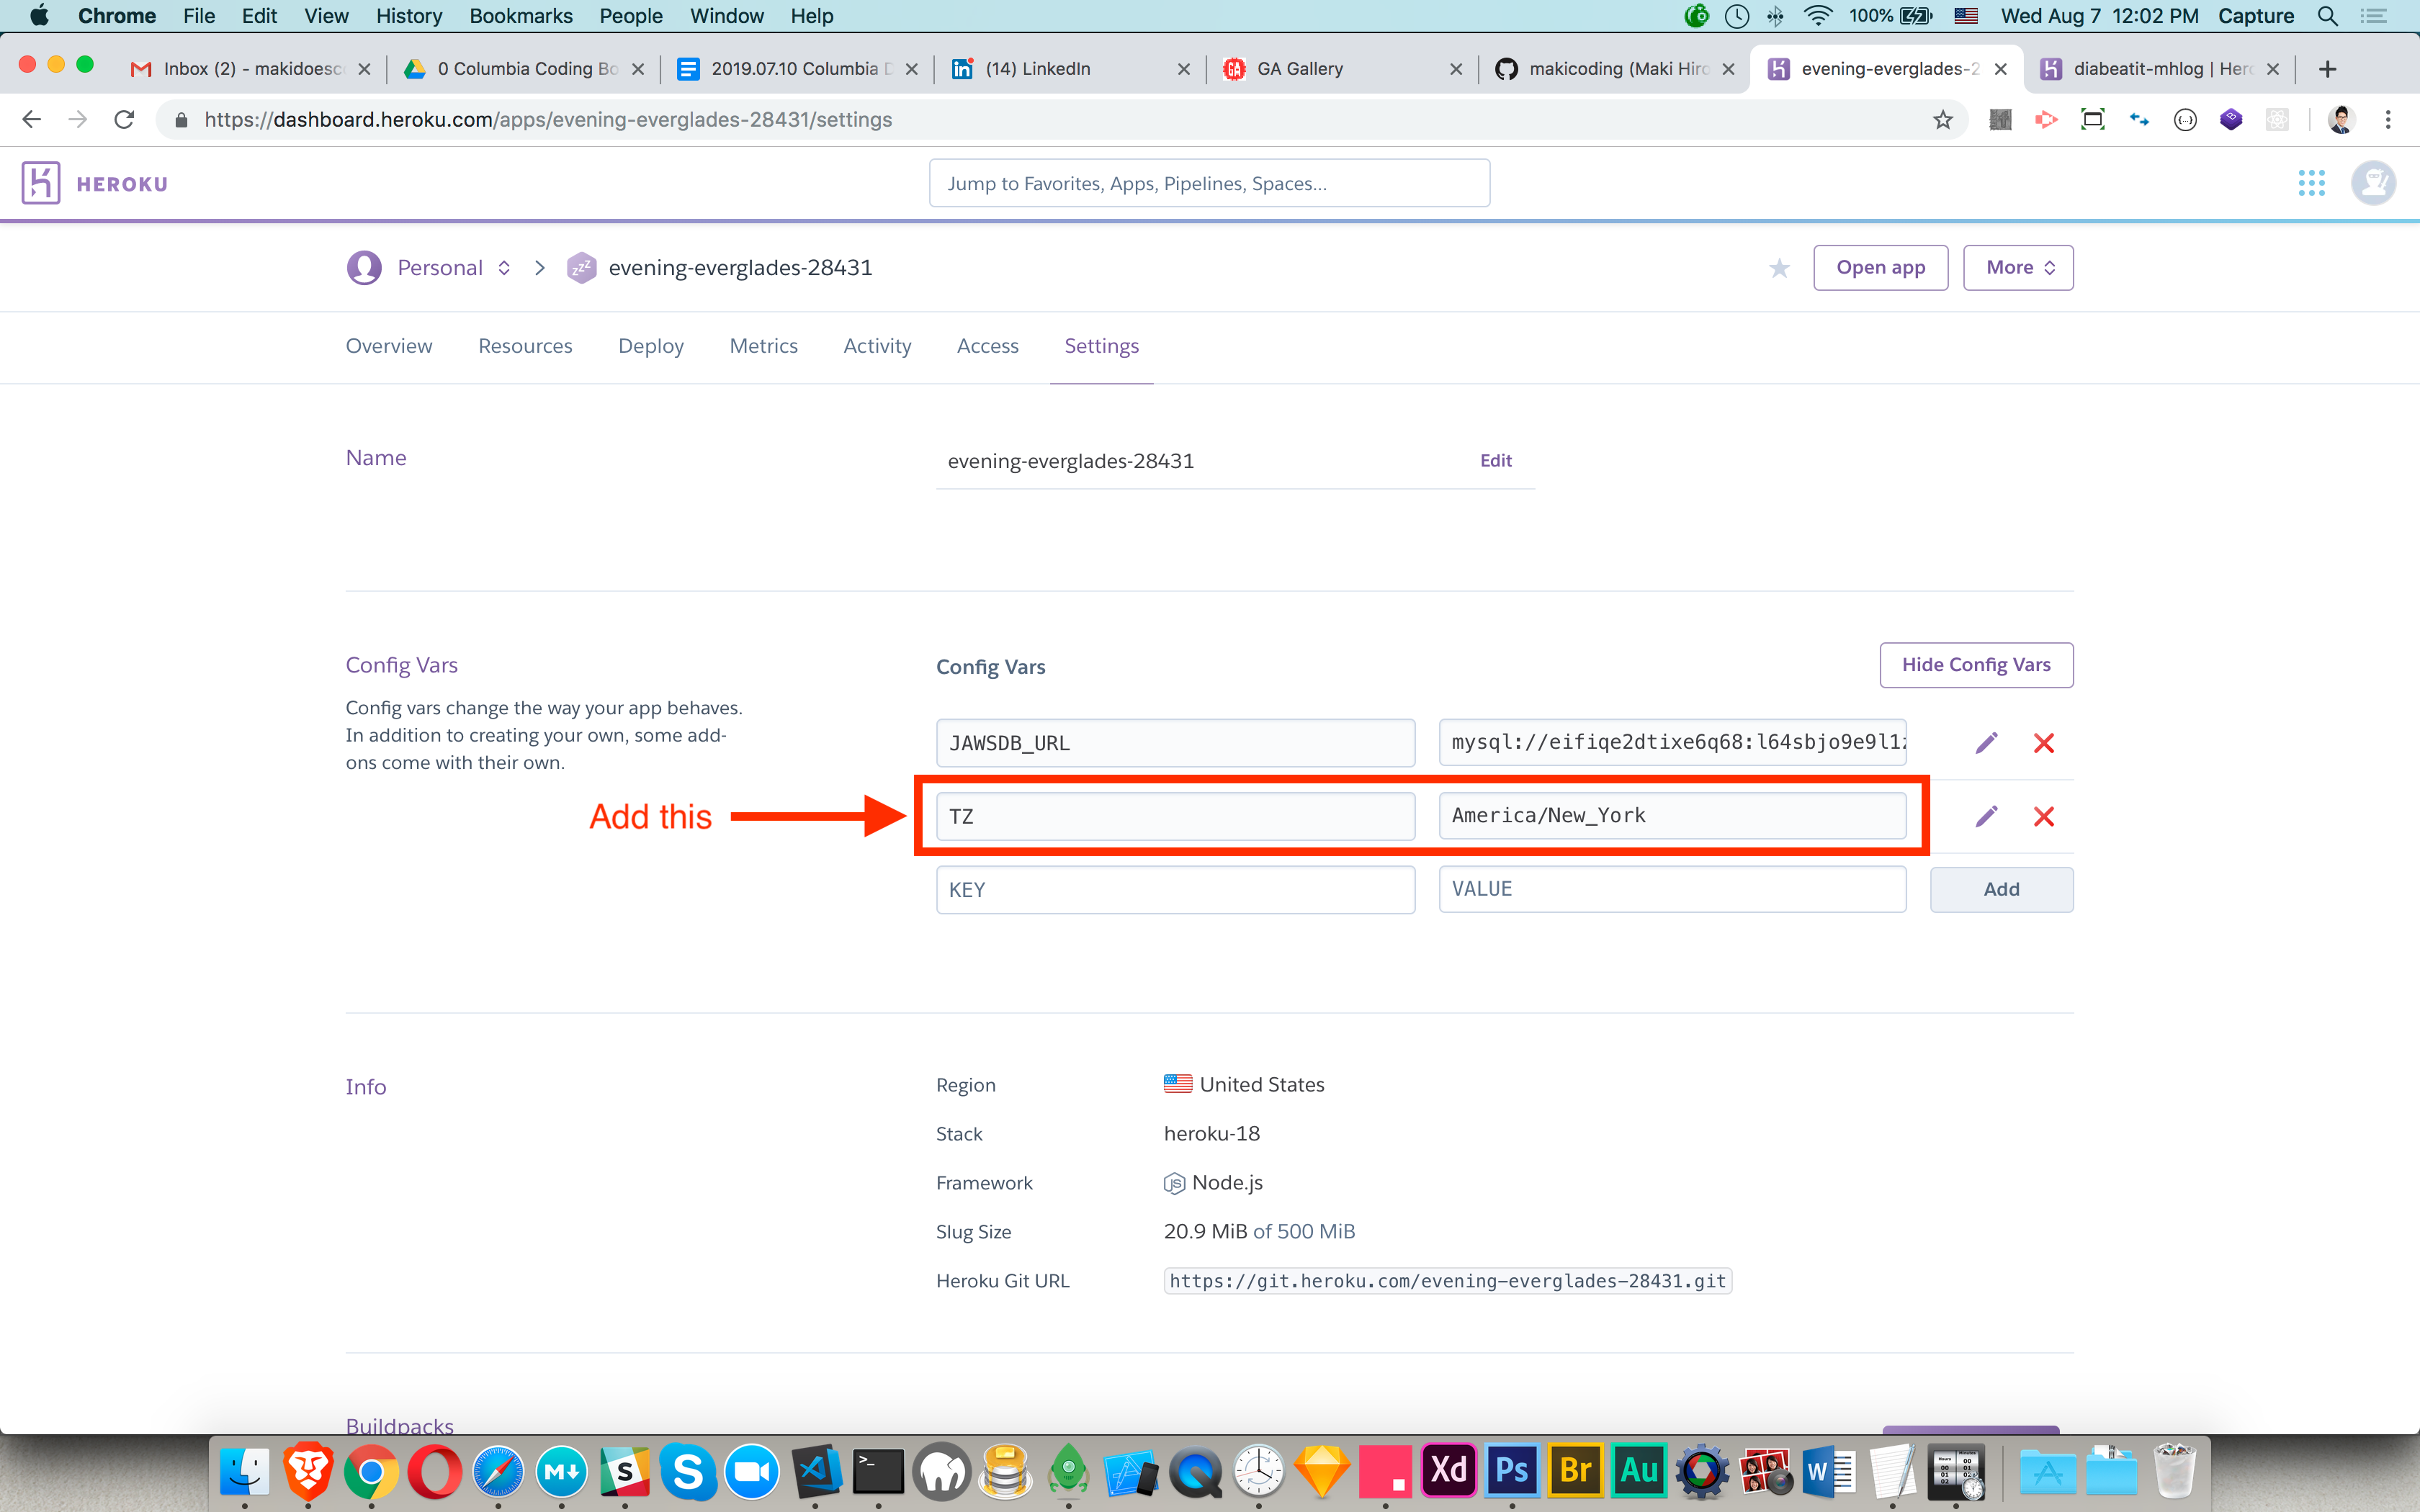 Chrome File Edit View History Bookmarks People Window Help 100% Wed Aug 7 12:02 PM Capture
Inbox (2) - makidoesc 0 Columbia Coding Bo 2019.07.10 Columbia D (14) LinkedIn GA Gallery makicoding (Maki Hiro evening-everglades-2 diabeatit-mhlog | Hero
https://dashboard.heroku.com/apps/evening-everglades-28431/settings
HEROKU
Jump to Favorites, Apps, Pipelines, Spaces...
Personal > evening-everglades-28431
Open app More
Overview Resources Deploy Metrics Activity Access Settings
Name
evening-everglades-28431 Edit
Config Vars
Config vars change the way your app behaves.
In addition to creating your own, some add-
ons come with their own.
Config Vars Hide Config Vars
JAWSDB_URL mysql://eifiqe2dtixe6q68:l64sbjo9e9l1z
Add this
TZ America/New_York
KEY VALUE Add
Info
Region United States
Stack heroku-18
Framework Node.js
Slug Size 20.9 MiB of 500 MiB
Heroku Git URL https://git.heroku.com/evening-everglades-28431.git
Buildpacks
M S S >_ Xd Ps Br Au W